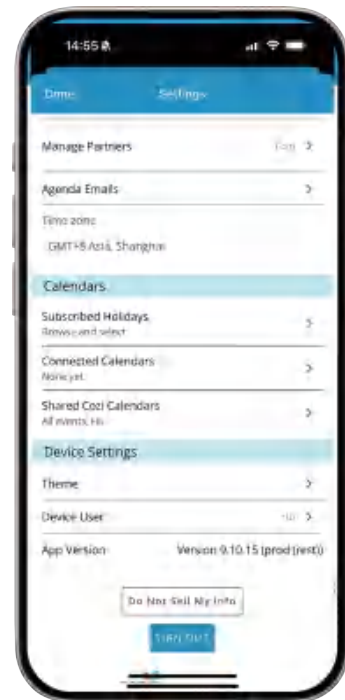 14:55
Done Settings
Manage Partners
Agenda Emails
Time zone
GMT+8 Asia, Shanghai
Calendars
Subscribed Holidays
Browse and select
Connected Calendars
None yet
Shared Cozi Calendars
All events,
Device Settings
Theme
Device User
App Version Version 9.10.15 (prod (rest))
Do Not Sell My Info
SIGN OUT